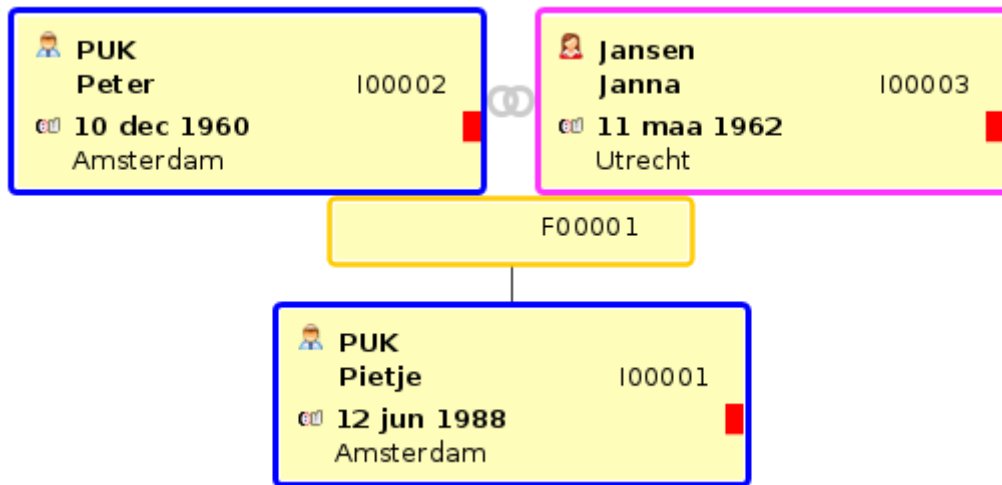 PUK
Peter I00002
10 dec 1960
Amsterdam
Jansen
Janna I00003
11 maa 1962
Utrecht
F00001
PUK
Pietje I00001
12 jun 1988
Amsterdam